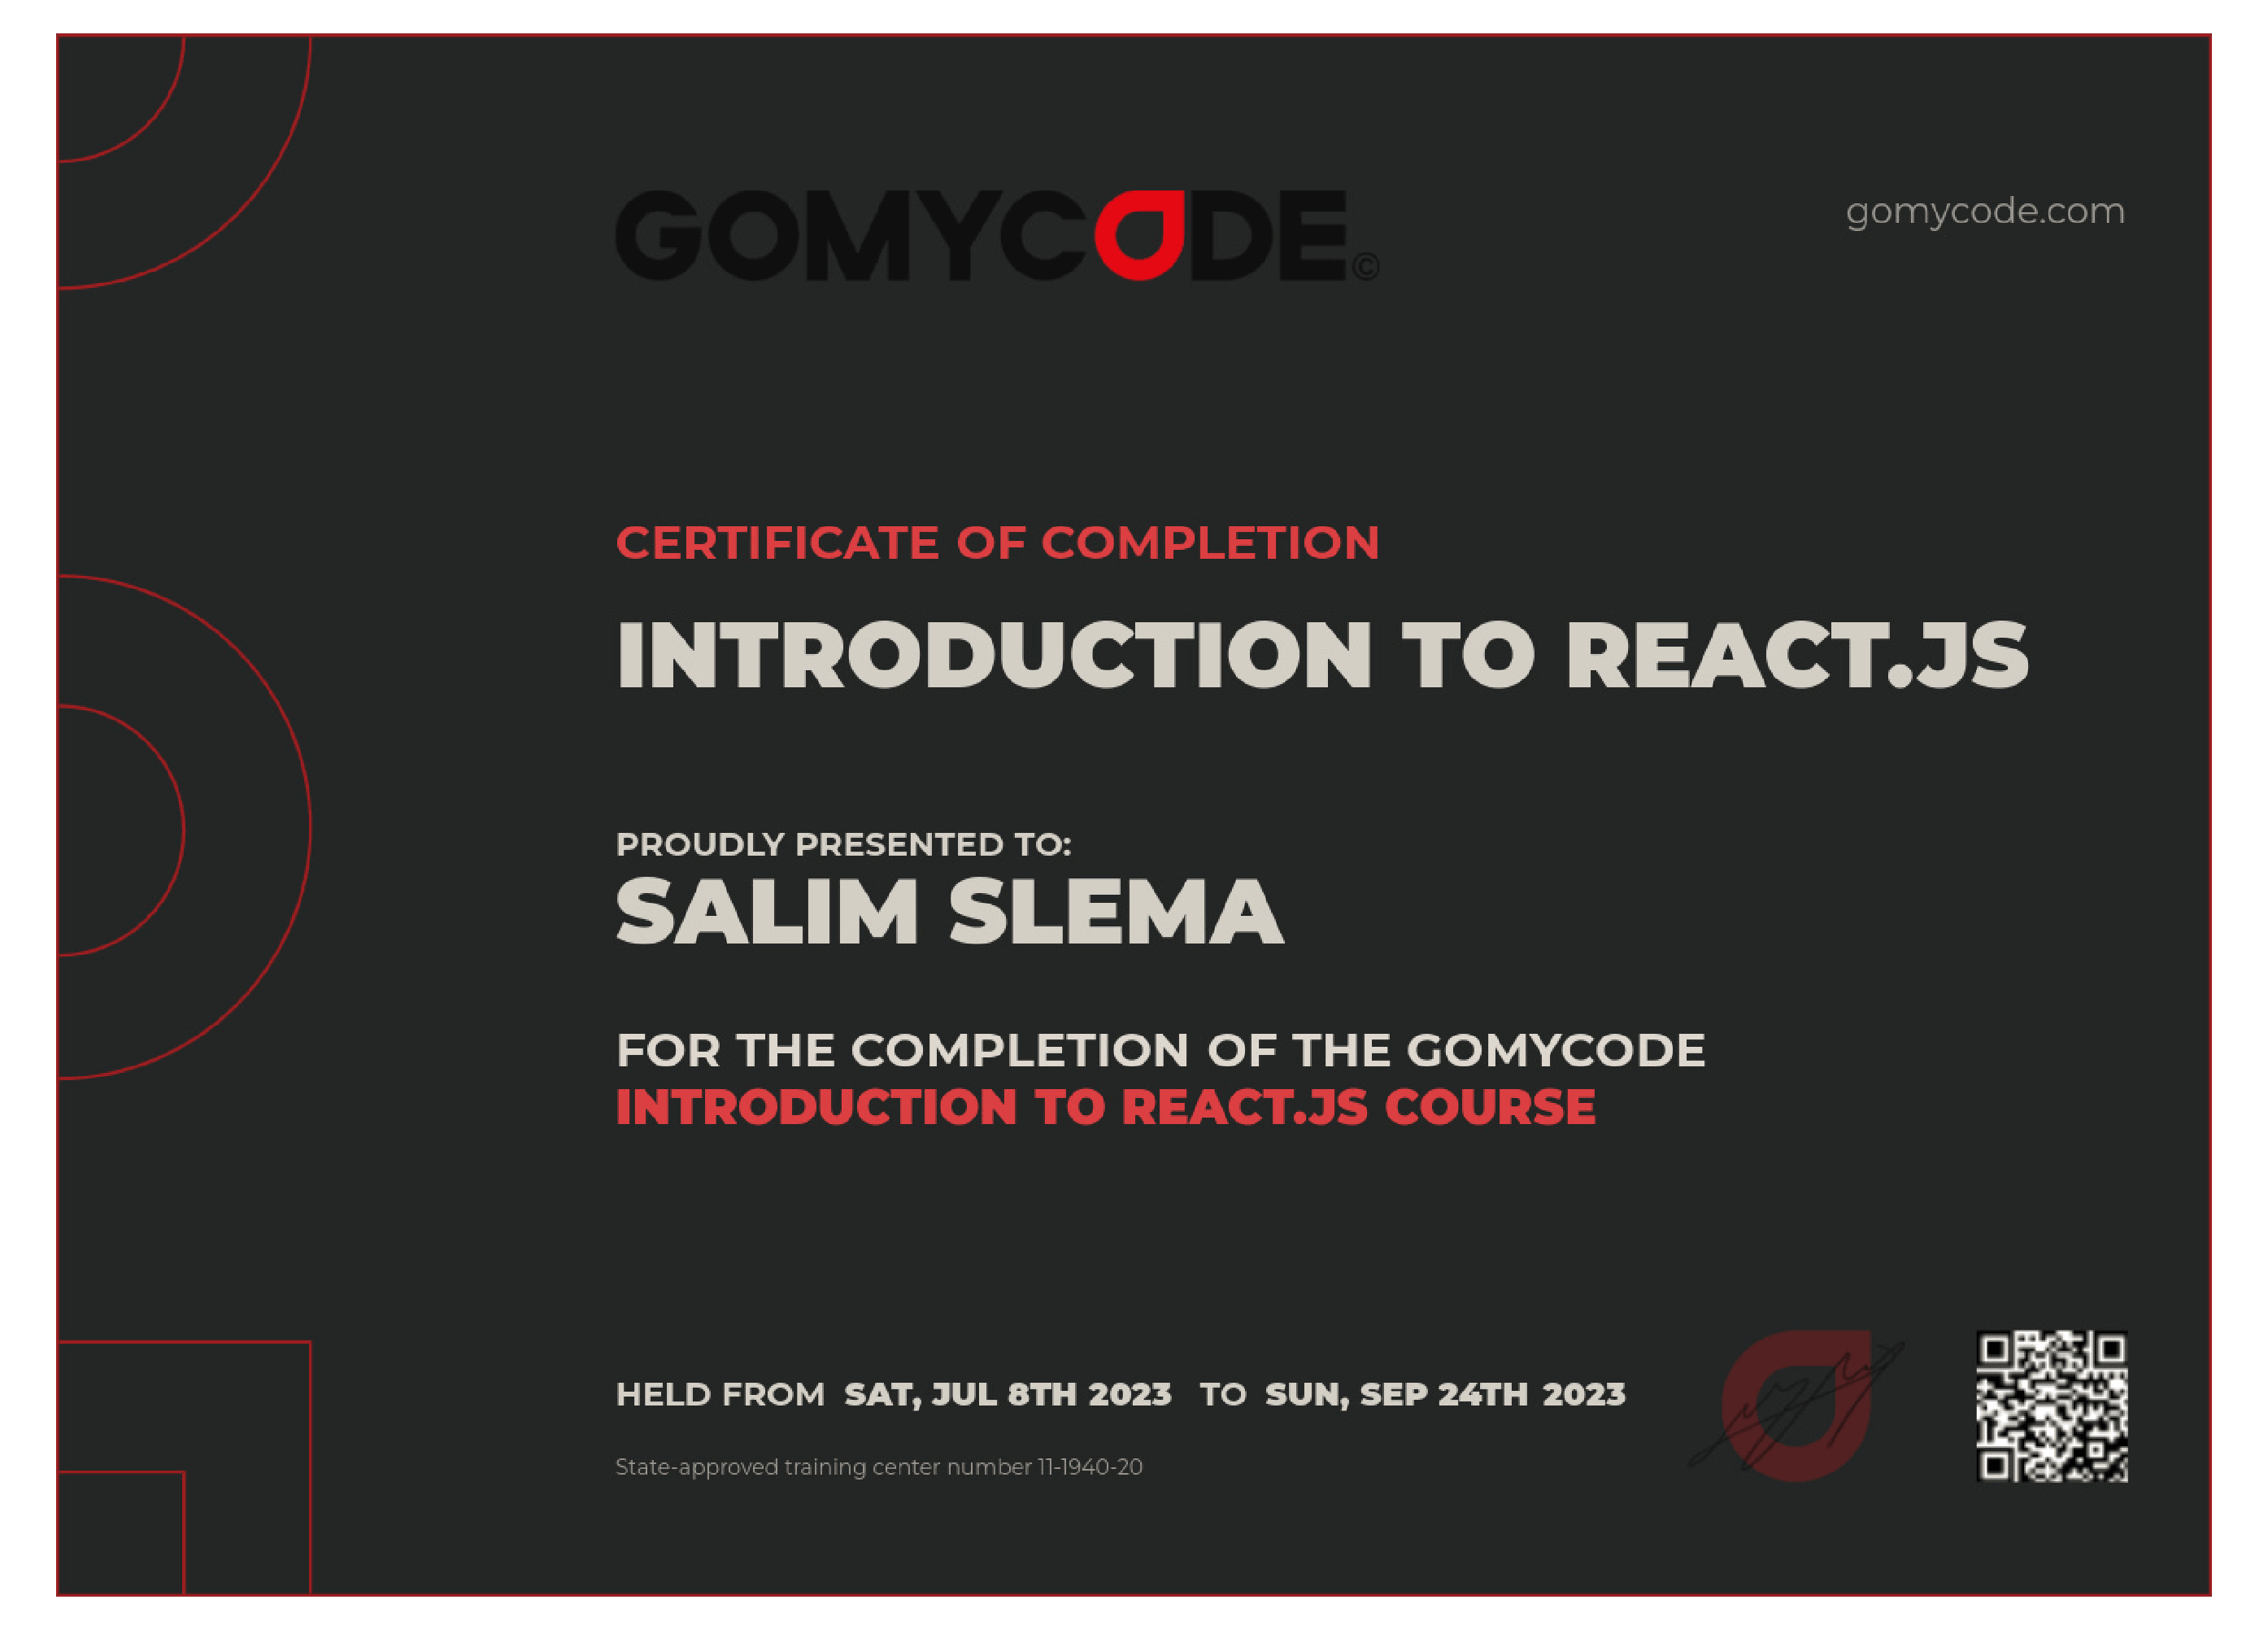 GOMYCODE©
gomycode.com
CERTIFICATE OF COMPLETION
INTRODUCTION TO REACT.JS
PROUDLY PRESENTED TO:
SALIM SLEMA
FOR THE COMPLETION OF THE GOMYCODE
INTRODUCTION TO REACT.JS COURSE
HELD FROM SAT, JUL 8TH 2023 TO SUN, SEP 24TH 2023
State-approved training center number 11-1940-20